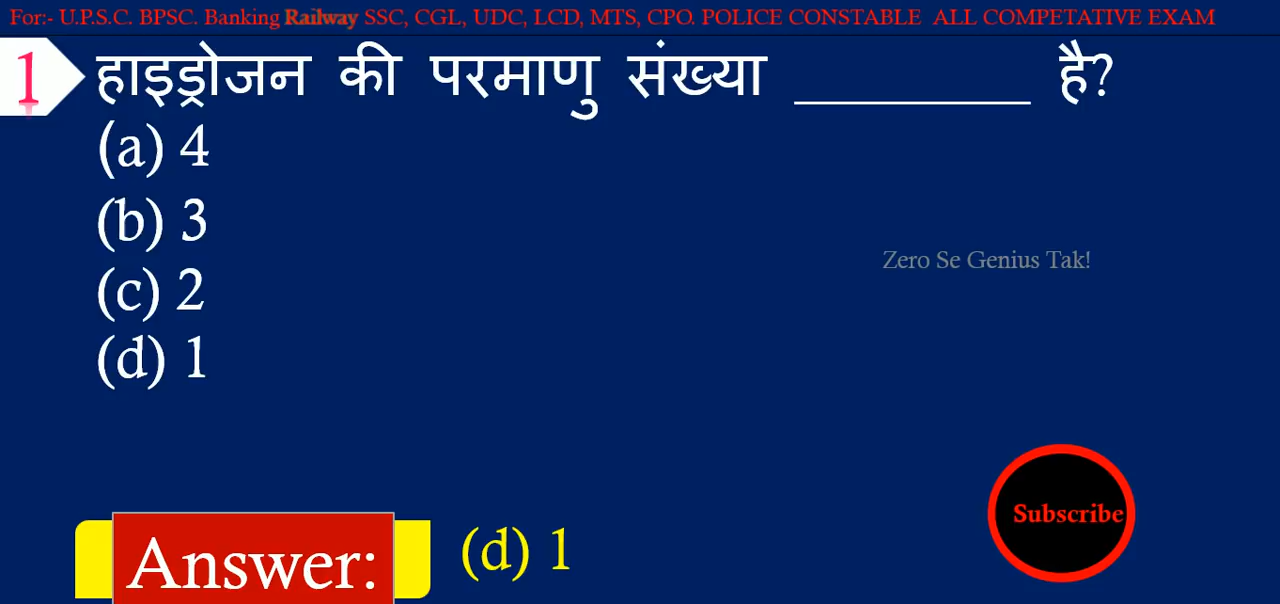 For:- U.P.S.C. BPSC. Banking Railway SSC, CGL, UDC, LCD, MTS, CPO. POLICE CONSTABLE ALL COMPETATIVE EXAM
1 हाइड्रोजन की परमाणु संख्या __________ है?
(a) 4
(b) 3
Zero Se Genius Tak!
(c) 2
(d) 1
Subscribe
Answer: (d) 1